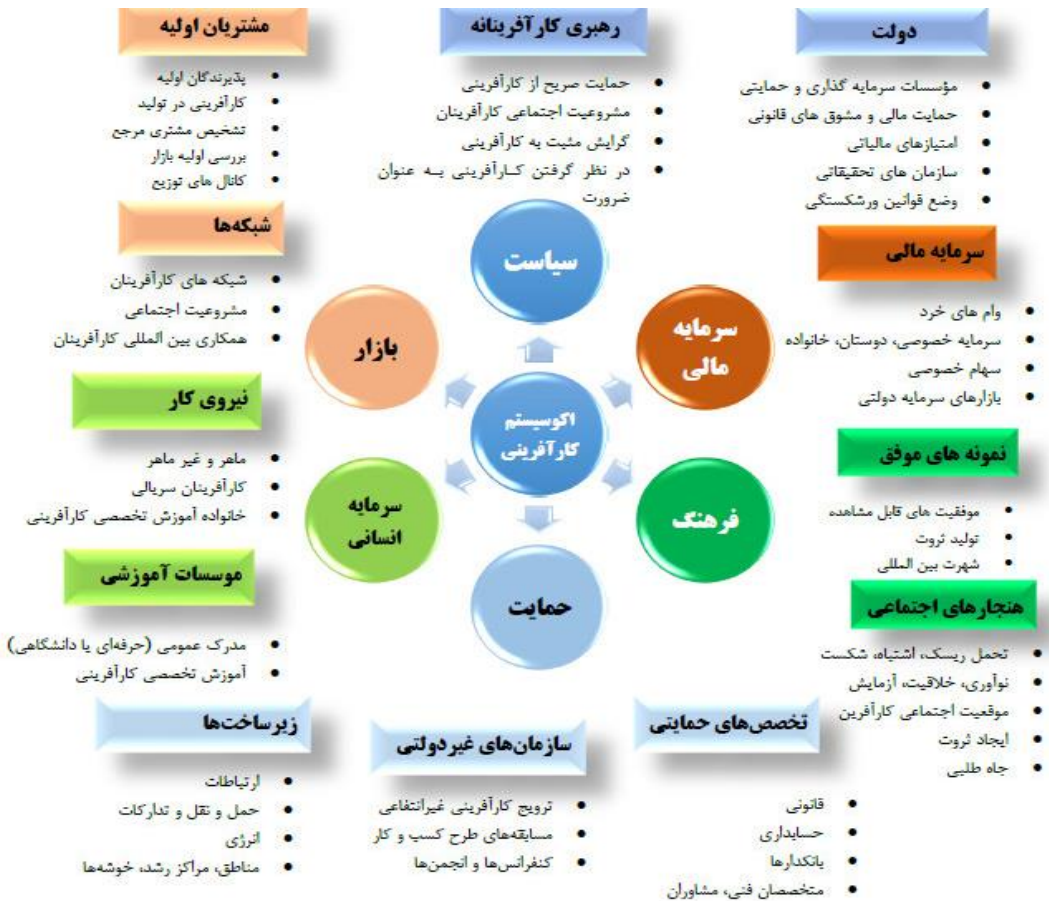 دولت
• مؤسسات سرمایه گذاری و حمایتی
• حمایت مالی و مشوق های قانونی
• امتیازهای مالیاتی
• سازمان های تحقیقاتی
• وضع قوانین ورشکستگی
رهبری کارآفرینانه
• حمایت صریح از کارآفرینی
• مشروعیت اجتماعی کارآفرینان
• گرایش مثبت به کارآفرینی
• در نظر گرفتن کـارآفرینی بـه عنوان
ضرورت
مشتریان اولیه
• پذیرندگان اولیه
• کارآفرینی در تولید
• تشخیص مشتری مرجع
• بررسی اولیه بازار
• کانال های توزیع
شبکه‌ها
• شبکه های کارآفرینان
• مشروعیت اجتماعی
• همکاری بین المللی کارآفرینان
سرمایه مالی
• وام های خرد
• سرمایه خصوصی، دوستان، خانواده
• سهام خصوصی
• بازارهای سرمایه دولتی
سیاست
سرمایه
مالی
بازار
اکوسیستم
کارآفرینی
فرهنگ
سرمایه
انسانی
حمایت
نیروی کار
• ماهر و غیر ماهر
• کارآفرینان سریالی
• خانواده آموزش تخصصی کارآفرینی
نمونه های موفق
• موفقیت های قابل مشاهده
• تولید ثروت
• شهرت بین المللی
موسسات آموزشی
• مدرک عمومی (حرفه‌ای یا دانشگاهی)
• آموزش تخصصی کارآفرینی
هنجارهای اجتماعی
• تحمل ریسک، اشتباه، شکست
• نوآوری، خلاقیت، آزمایش
• موقعیت اجتماعی کارآفرین
• ایجاد ثروت
• جاه طلبی
تخصص‌های حمایتی
• قانونی
• حسابداری
• بانکدارها
• متخصصان فنی، مشاوران
سازمان‌های غیردولتی
• ترویج کارآفرینی غیرانتفاعی
• مسابقه‌های طرح کسب و کار
• کنفرانس‌ها و انجمن‌ها
زیرساخت‌ها
• ارتباطات
• حمل و نقل و تدارکات
• انرژی
• مناطق، مراکز رشد، خوشه‌ها